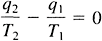 q₂/T₂ − q₁/T₁ = 0